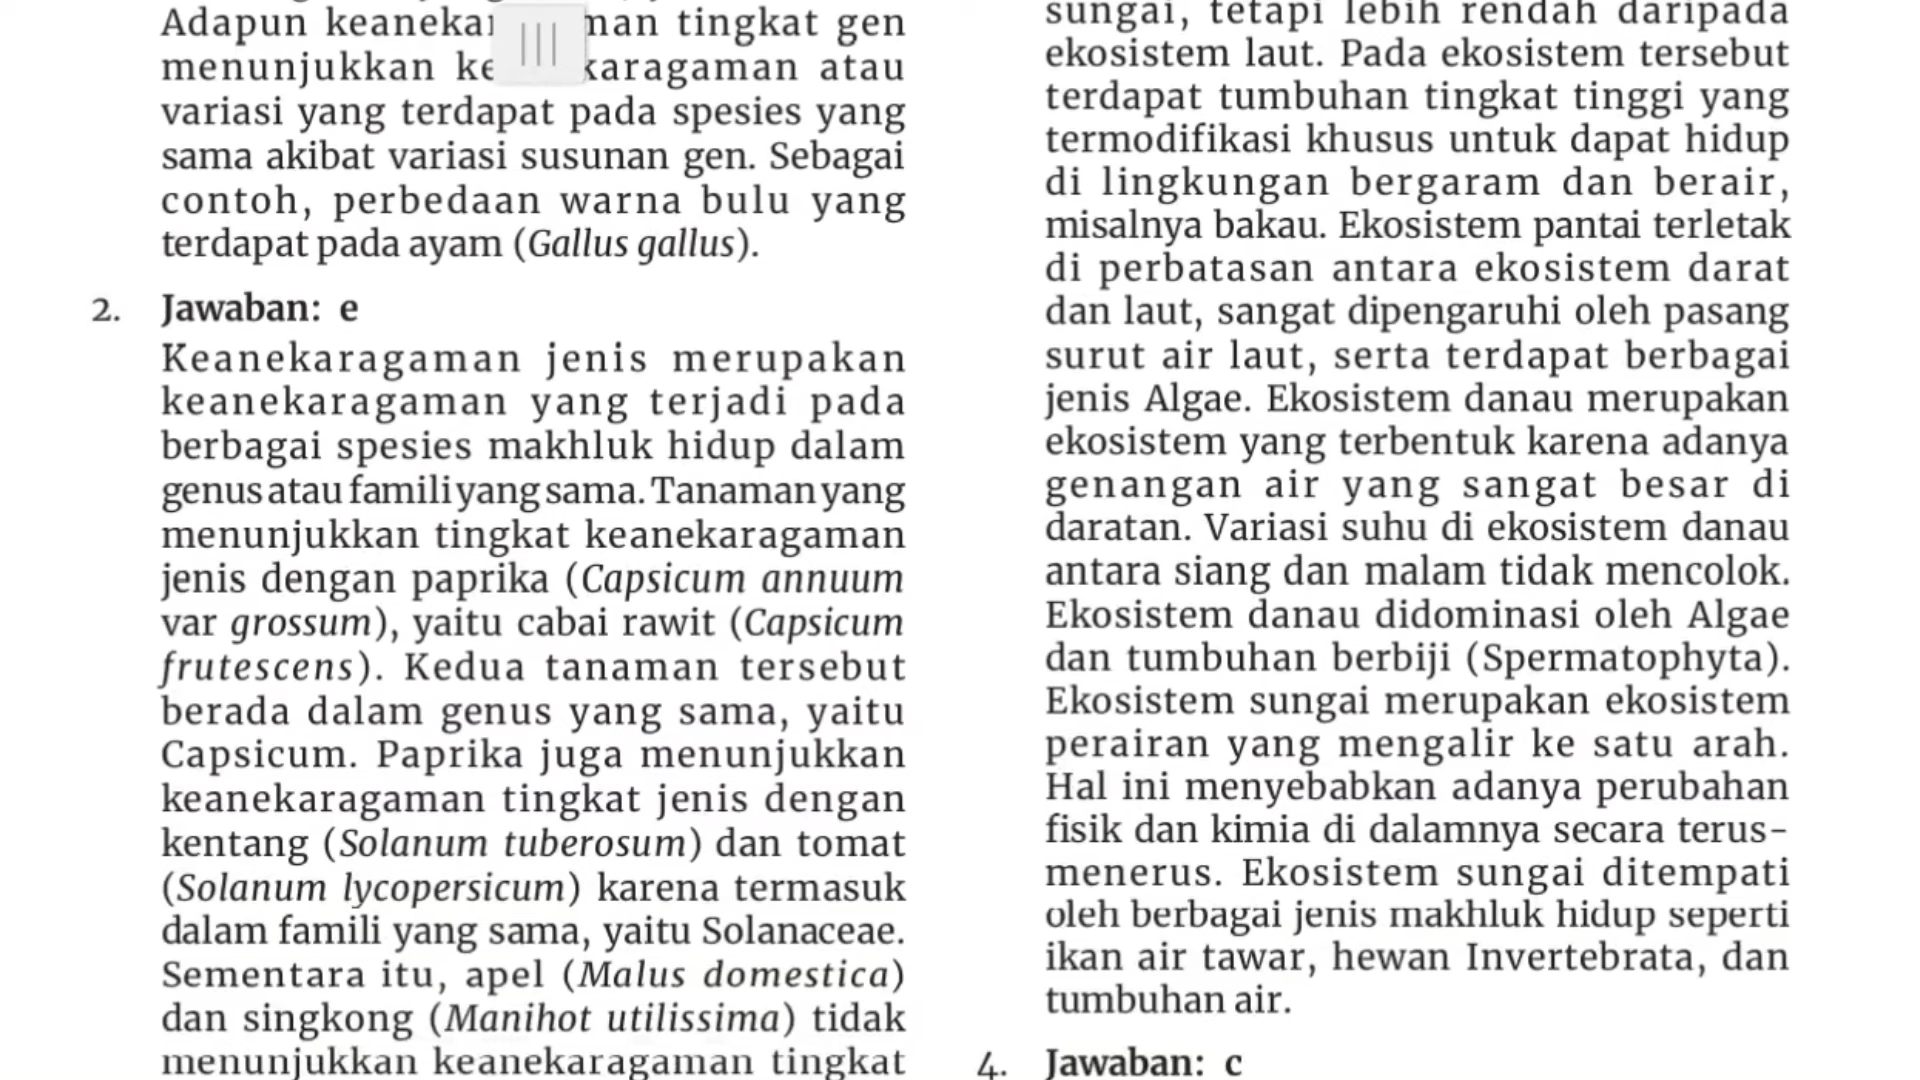 Adapun man tingkat gen
menunjukkan karagaman atau
variasi yang terdapat pada spesies yang
sama akibat variasi susunan gen. Sebagai
contoh, perbedaan warna bulu yang
terdapat pada ayam (Gallus gallus).
2. Jawaban: e
Keanekaragaman jenis merupakan
keanekaragaman yang terjadi pada
berbagai spesies makhluk hidup dalam
genus atau famili yang sama. Tanaman yang
menunjukkan tingkat keanekaragaman
jenis dengan paprika (Capsicum annuum
var grossum), yaitu cabai rawit (Capsicum
frutescens). Kedua tanaman tersebut
berada dalam genus yang sama, yaitu
Capsicum. Paprika juga menunjukkan
keanekaragaman tingkat jenis dengan
kentang (Solanum tuberosum) dan tomat
(Solanum lycopersicum) karena termasuk
dalam famili yang sama, yaitu Solanaceae.
Sementara itu, apel (Malus domestica)
dan singkong (Manihot utilissima) tidak
menunjukkan keanekaragaman tingkat
sungai, tetapi lebih rendah daripada
ekosistem laut. Pada ekosistem tersebut
terdapat tumbuhan tingkat tinggi yang
termodifikasi khusus untuk dapat hidup
di lingkungan bergaram dan berair,
misalnya bakau. Ekosistem pantai terletak
di perbatasan antara ekosistem darat
dan laut, sangat dipengaruhi oleh pasang
surut air laut, serta terdapat berbagai
jenis Algae. Ekosistem danau merupakan
ekosistem yang terbentuk karena adanya
genangan air yang sangat besar di
daratan. Variasi suhu di ekosistem danau
antara siang dan malam tidak mencolok.
Ekosistem danau didominasi oleh Algae
dan tumbuhan berbiji (Spermatophyta).
Ekosistem sungai merupakan ekosistem
perairan yang mengalir ke satu arah.
Hal ini menyebabkan adanya perubahan
fisik dan kimia di dalamnya secara terus-
menerus. Ekosistem sungai ditempati
oleh berbagai jenis makhluk hidup seperti
ikan air tawar, hewan Invertebrata, dan
tumbuhan air.
4. Jawaban: c